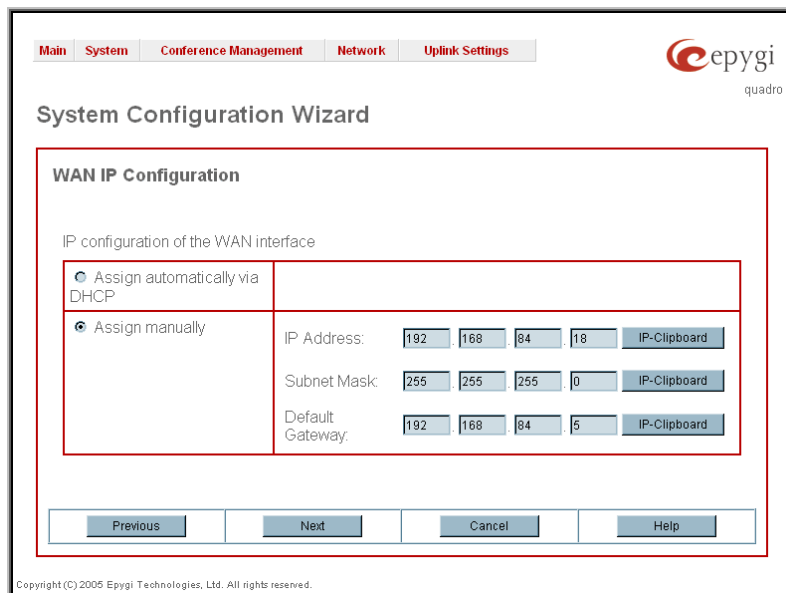 Main System Conference Management Network Uplink Settings
epygi
quadro
System Configuration Wizard
WAN IP Configuration
IP configuration of the WAN interface
Assign automatically via
DHCP
Assign manually
IP Address: 192 . 168 . 84 . 18 IP-Clipboard
Subnet Mask: 255 . 255 . 255 . 0 IP-Clipboard
Default
Gateway: 192 . 168 . 84 . 5 IP-Clipboard
Previous Next Cancel Help
Copyright (C) 2005 Epygi Technologies, Ltd. All rights reserved.